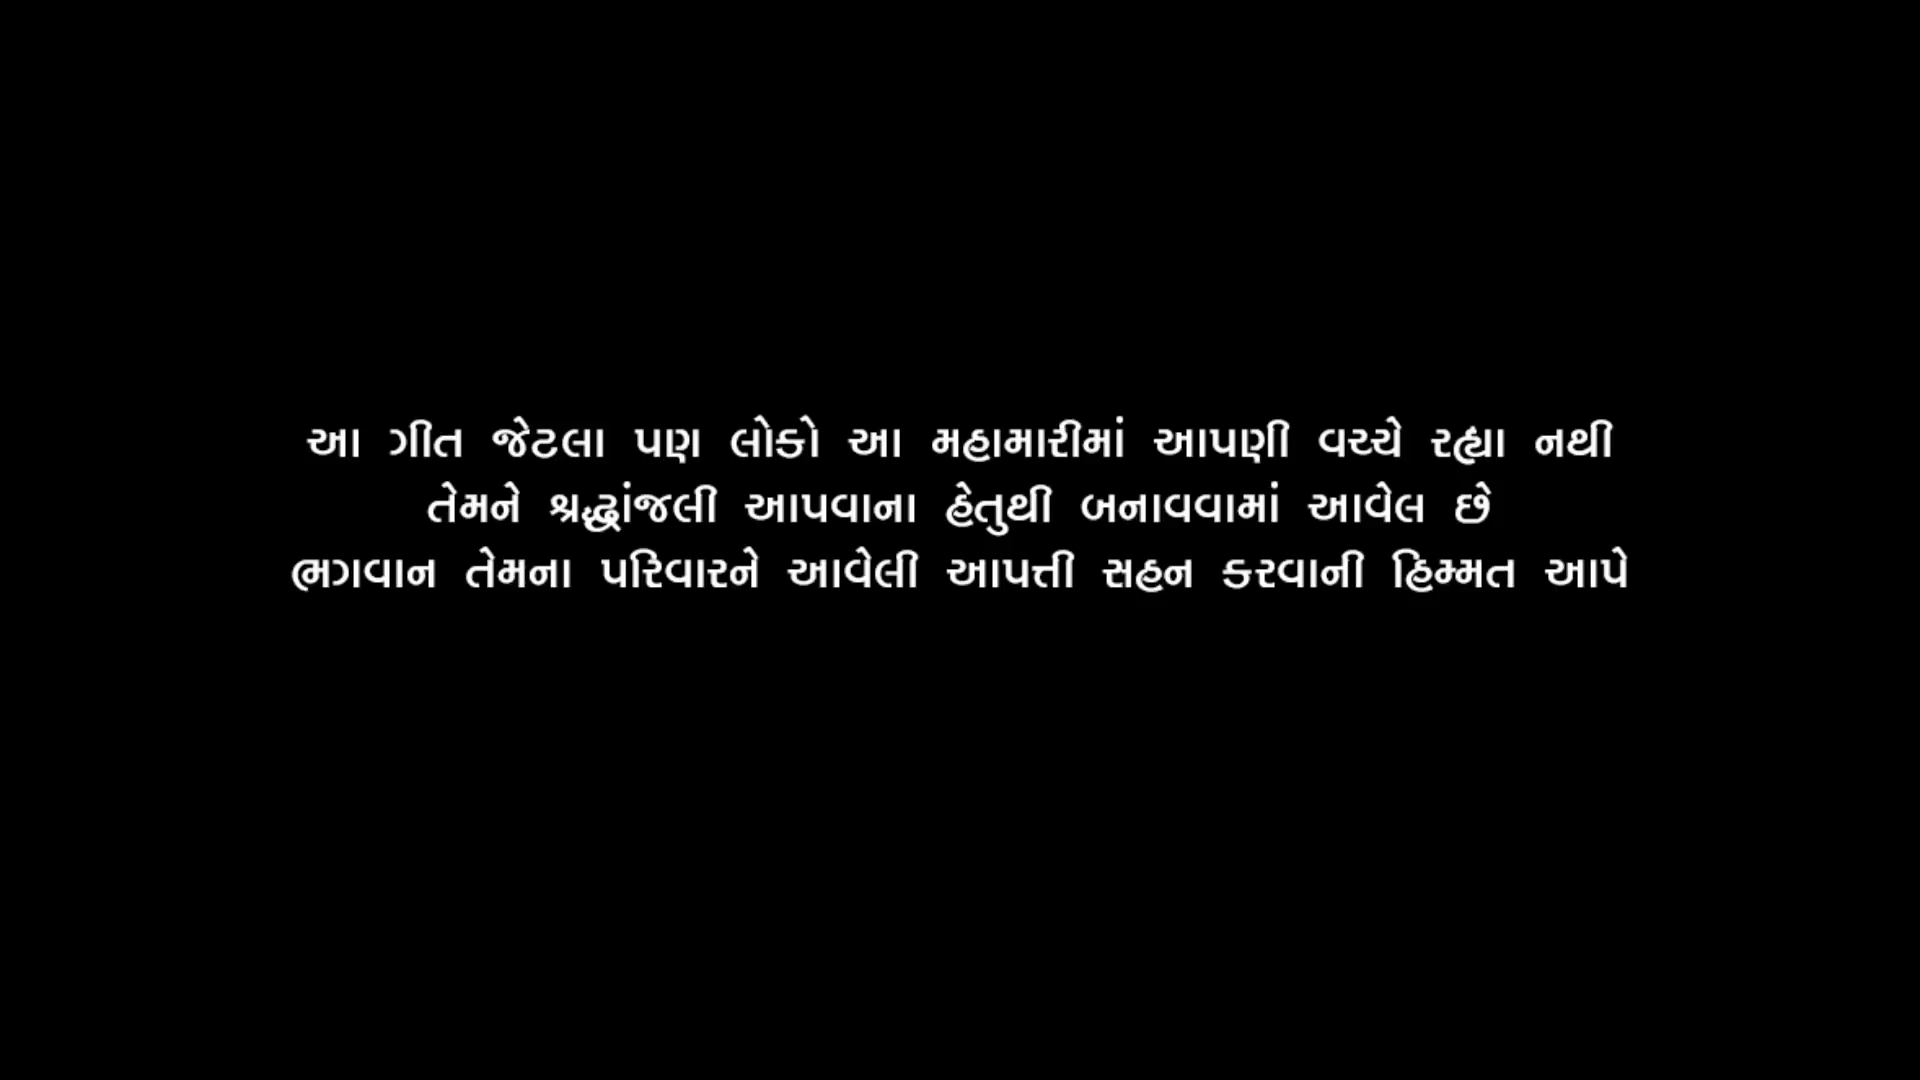 આ ગીત જેટલા પણ લોકો આ મહામારીમાં આપણી વચ્ચે રહ્યા નથી
તેમને શ્રદ્ધાંજલી આપવાના હેતુથી બનાવવામાં આવેલ છે
ભગવાન તેમના પરિવારને આવેલી આપત્તી સહન કરવાની હિમ્મત આપે